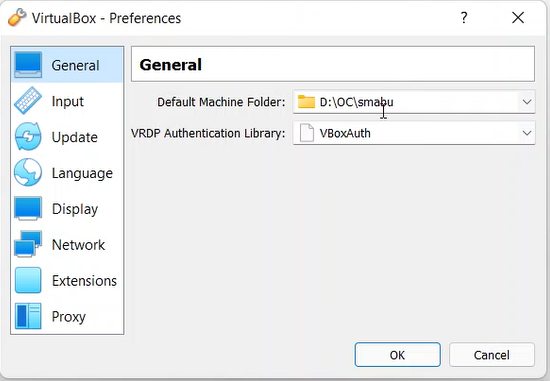 VirtualBox - Preferences
General
Input
Update
Language
Display
Network
Extensions
Proxy
General
Default Machine Folder: D:\OC\smabu
VRDP Authentication Library: VBoxAuth
OK Cancel